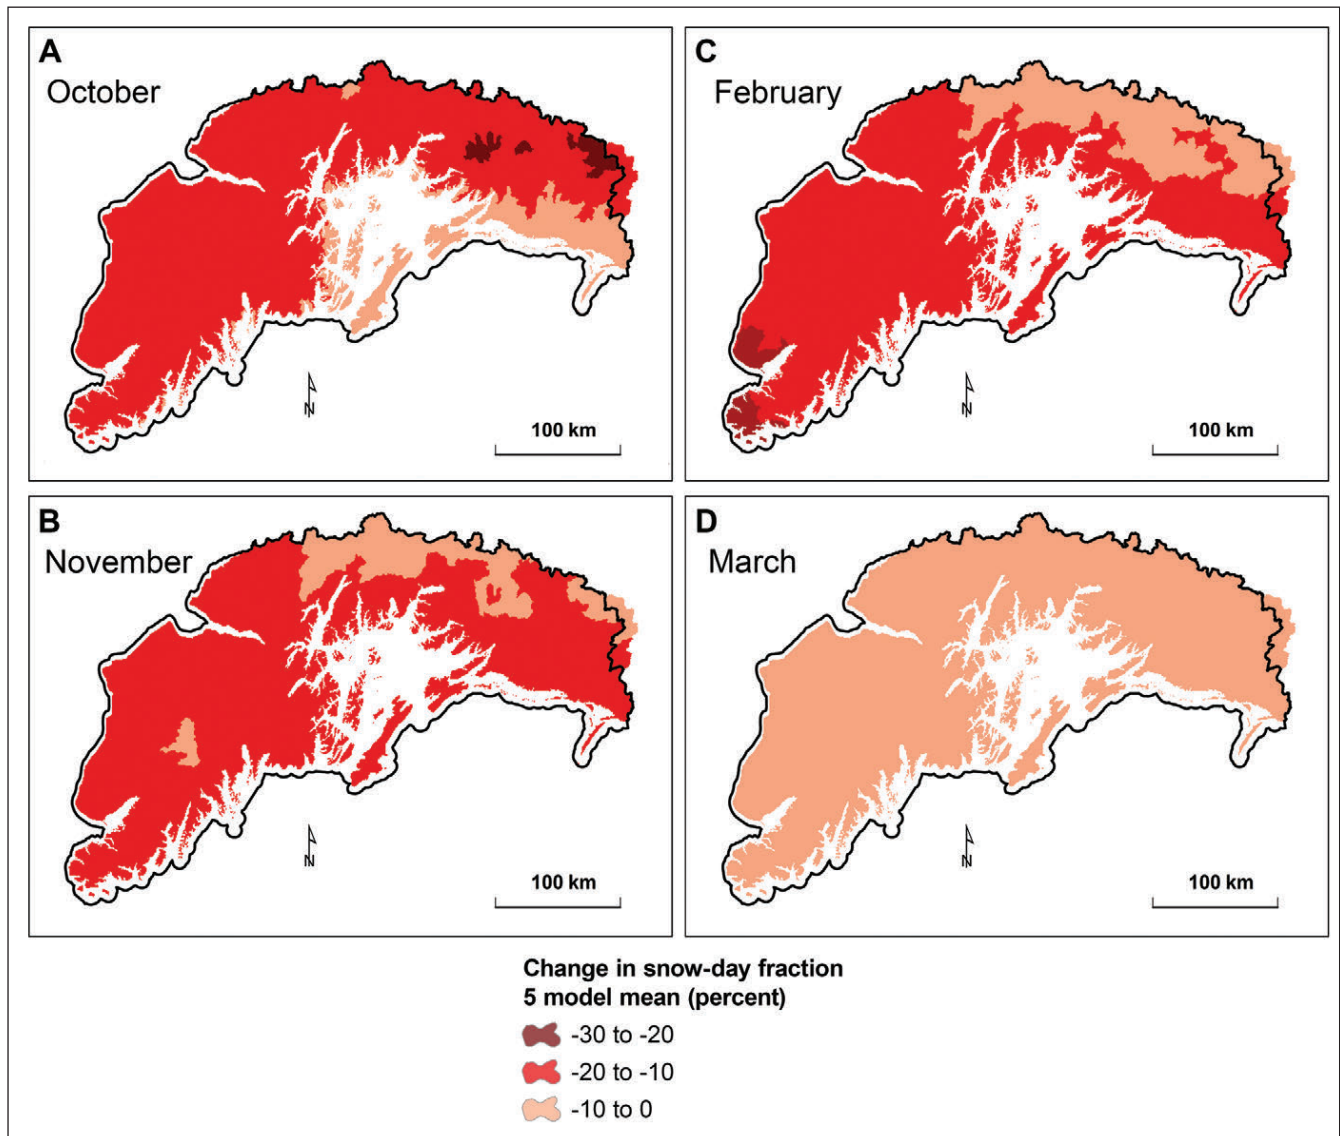 A
October
N
100 km
C
February
N
100 km
B
November
N
100 km
D
March
N
100 km
Change in snow-day fraction
5 model mean (percent)
-30 to -20
-20 to -10
-10 to 0